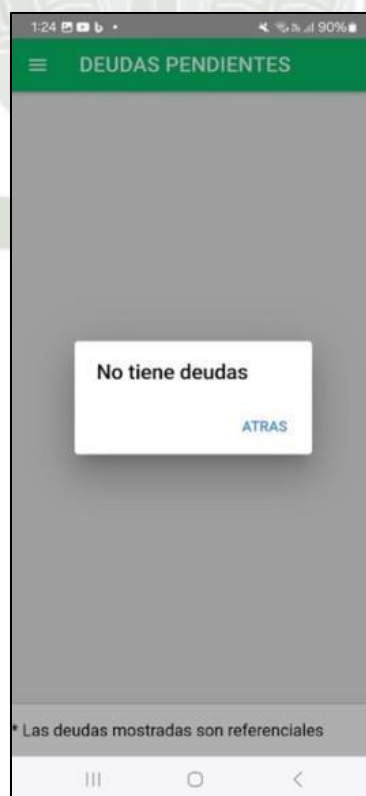 1:24 90%
DEUDAS PENDIENTES
No tiene deudas
ATRAS
* Las deudas mostradas son referenciales